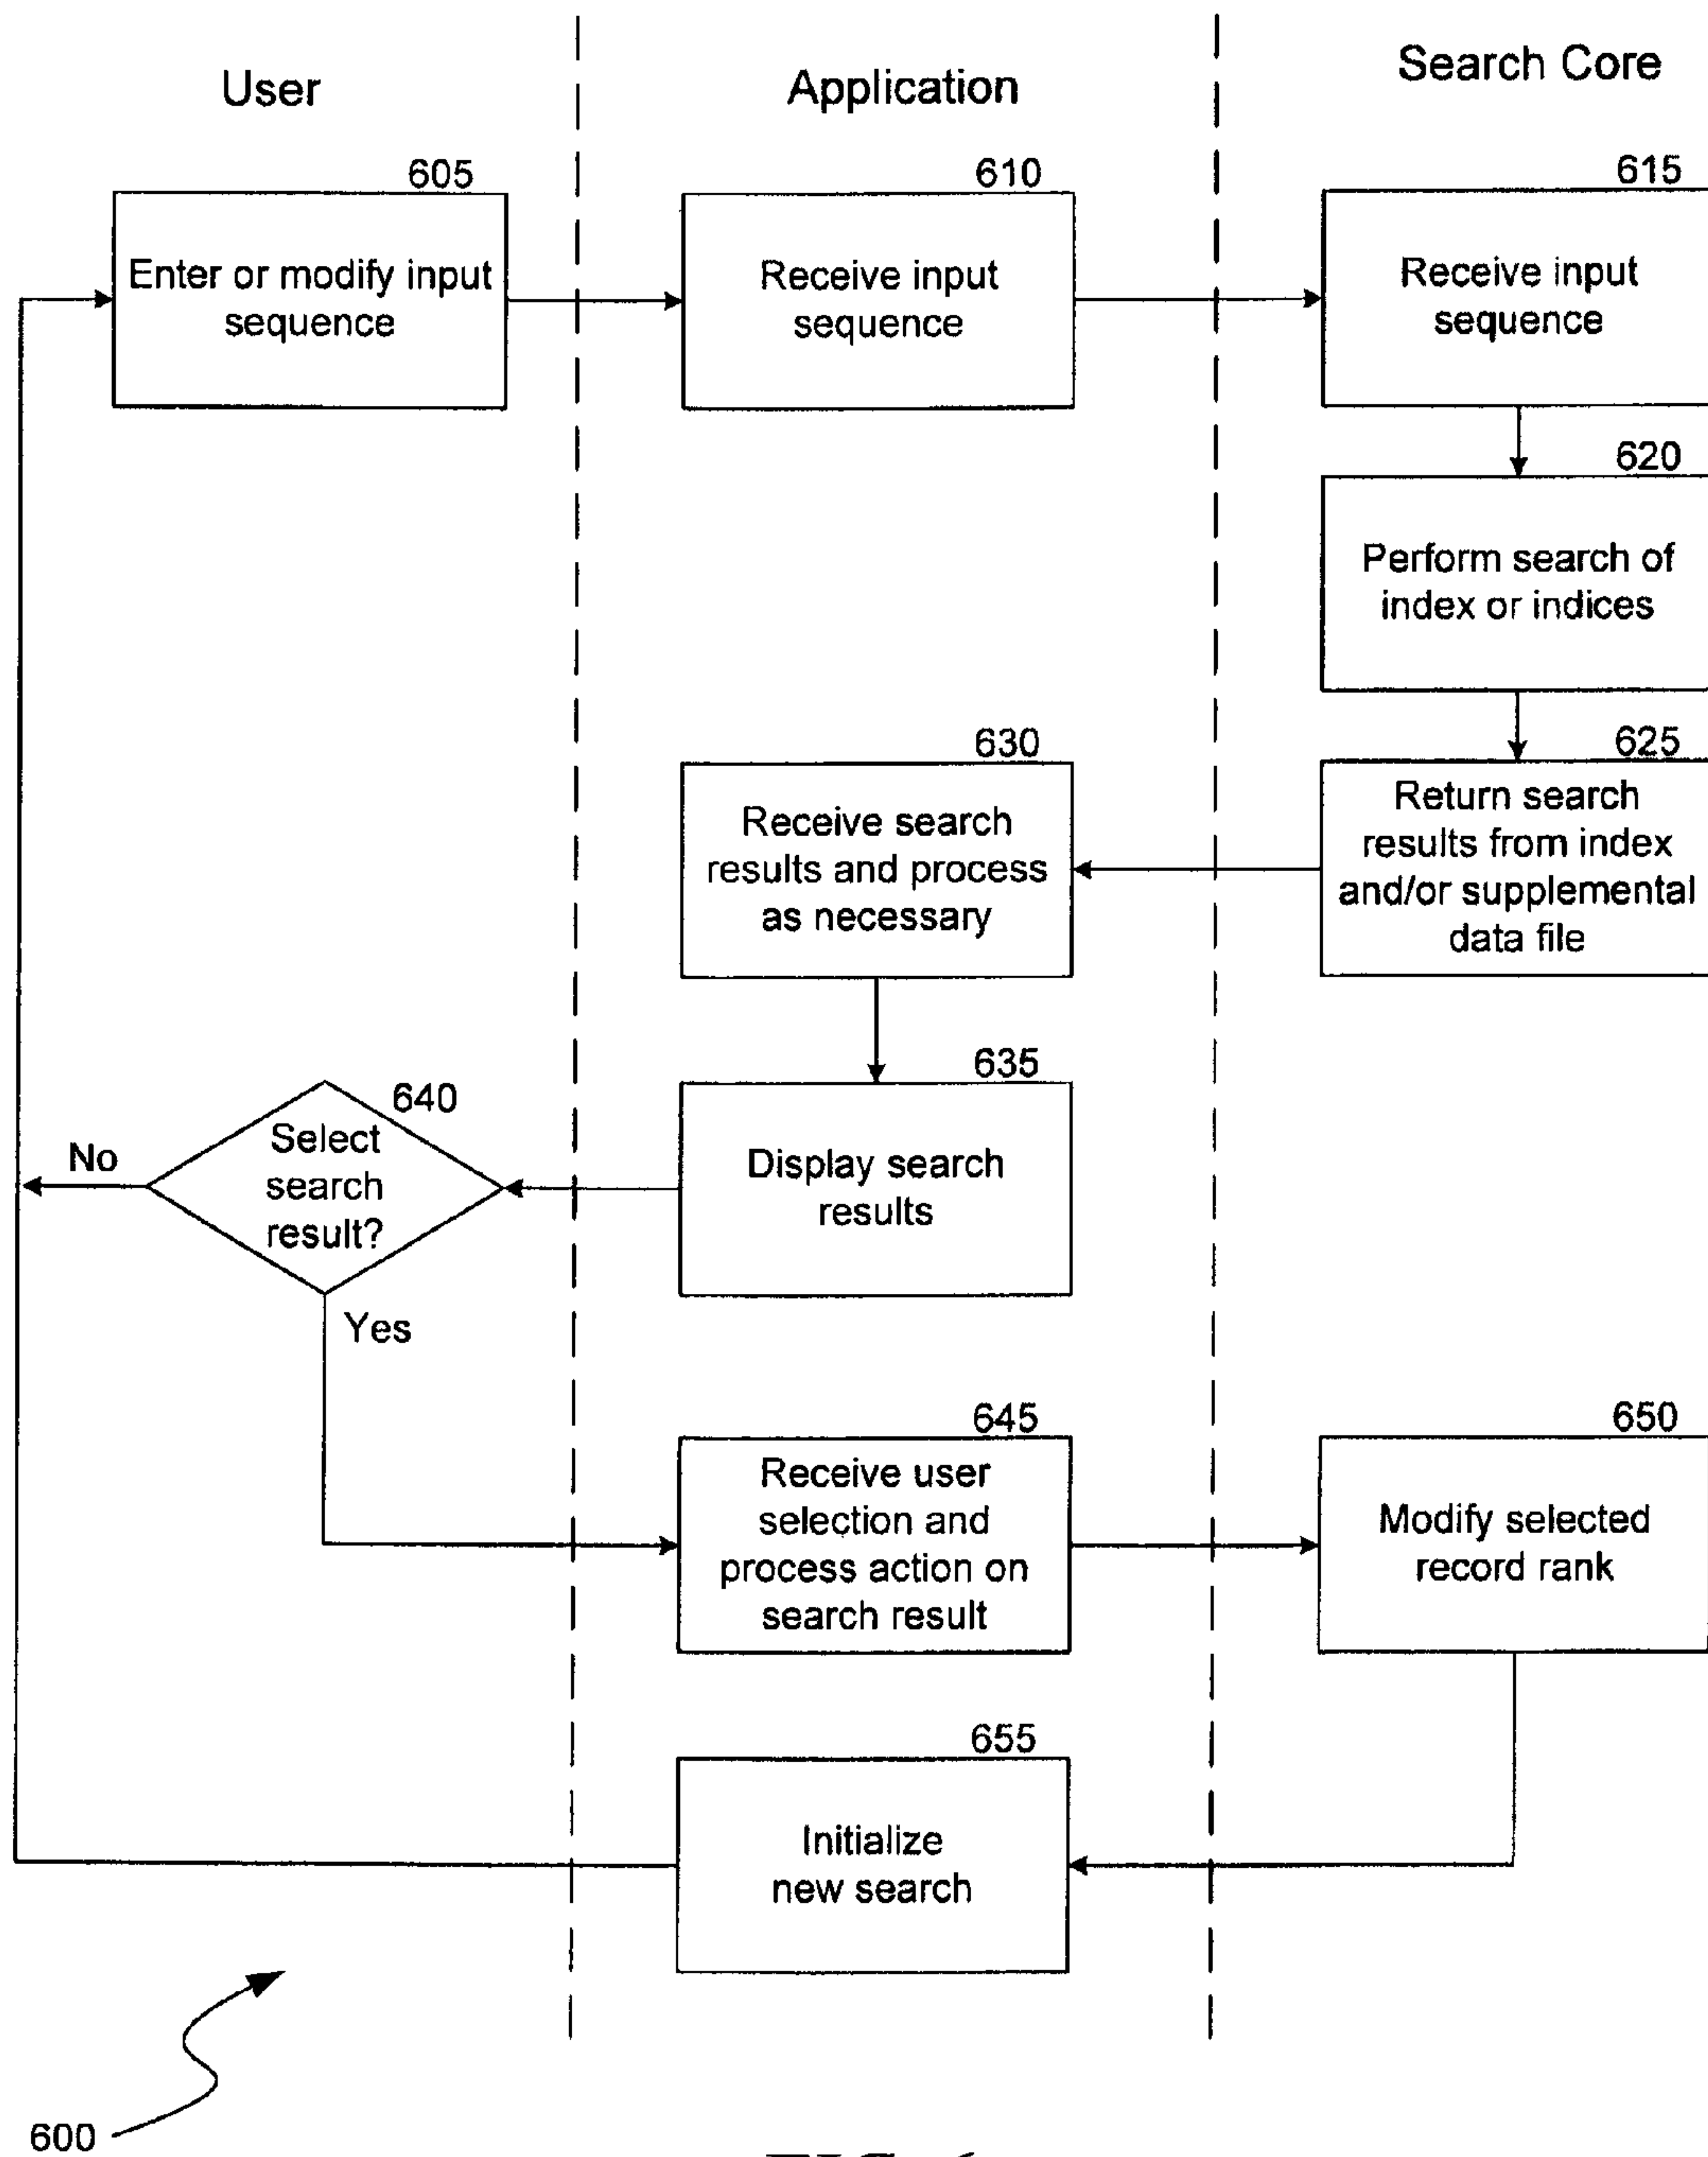 User
Application
Search Core
605
610
615
Enter or modify input
sequence
Receive input
sequence
Receive input
sequence
620
Perform search of
index or indices
630
625
Receive search
results and process
as necessary
Return search
results from index
and/or supplemental
data file
635
640
Select
search
result?
No
Yes
Display search
results
645
650
Receive user
selection and
process action on
search result
Modify selected
record rank
655
Initialize
new search
600